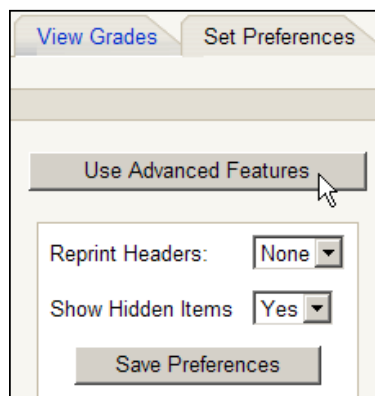 View Grades Set Preferences
Use Advanced Features
Reprint Headers: None
Show Hidden Items Yes
Save Preferences